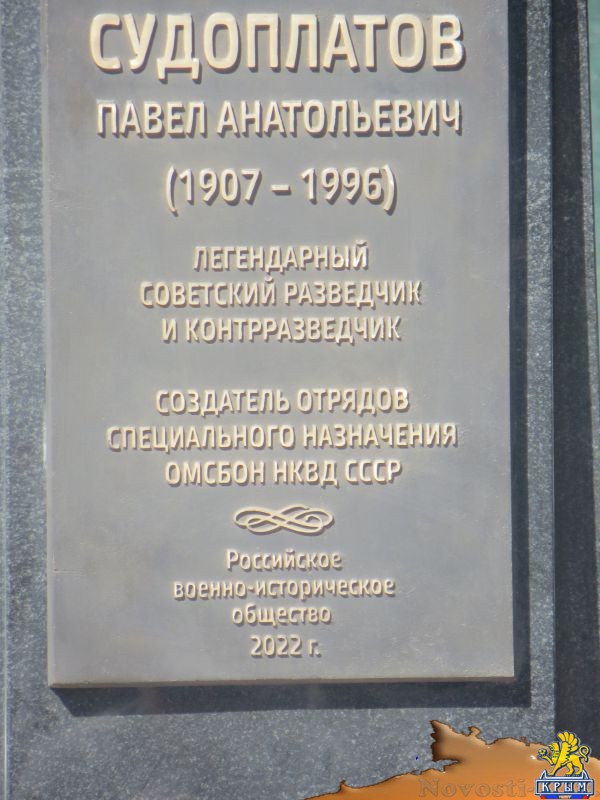 СУДОПЛАТОВ
ПАВЕЛ АНАТОЛЬЕВИЧ
(1907 – 1996)
ЛЕГЕНДАРНЫЙ
СОВЕТСКИЙ РАЗВЕДЧИК
И КОНТРРАЗВЕДЧИК
СОЗДАТЕЛЬ ОТРЯДОВ
СПЕЦИАЛЬНОГО НАЗНАЧЕНИЯ
ОМСБОН НКВД СССР
Российское
военно-историческое
общество
2022 г.
Novosti-
КРЫМ